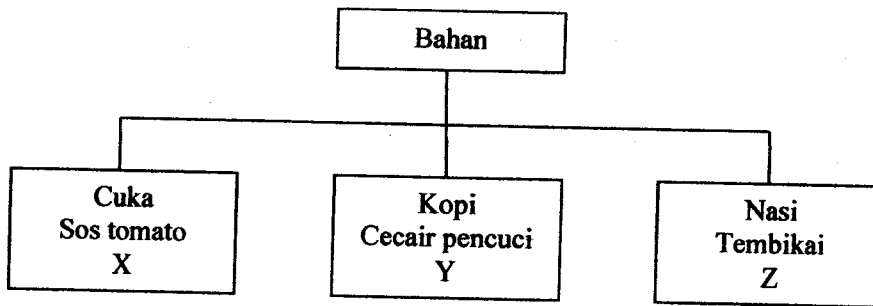 Bahan
Cuka
Sos tomato
X
Kopi
Cecair pencuci
Y
Nasi
Tembikai
Z